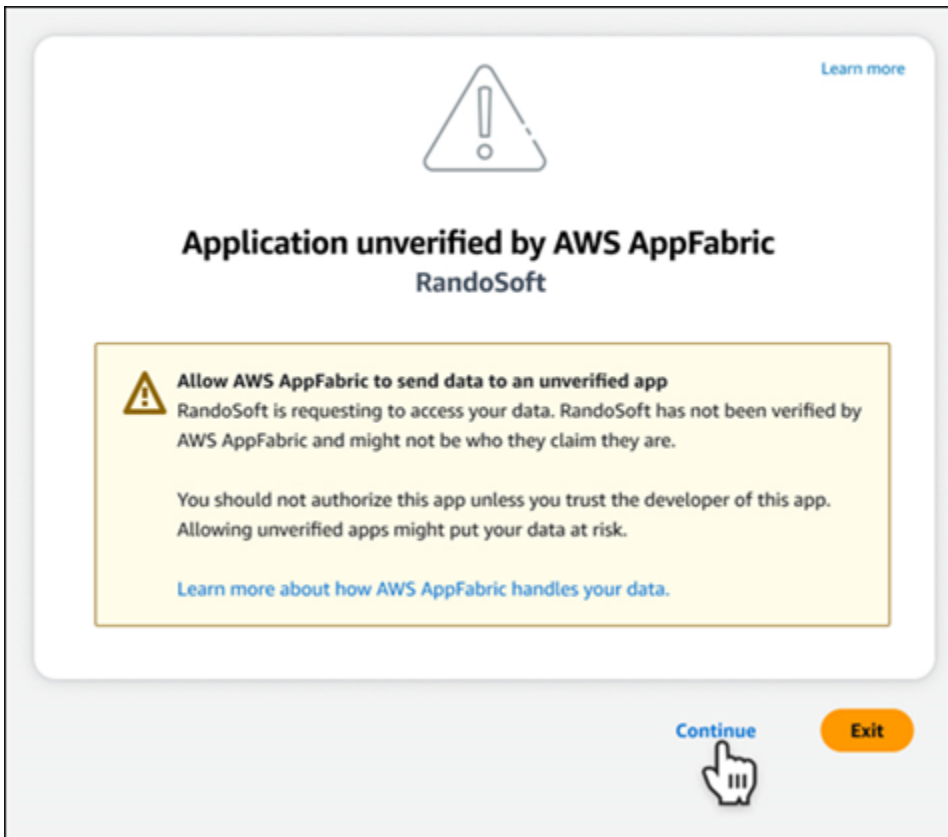 Learn more
Application unverified by AWS AppFabric
RandoSoft
Allow AWS AppFabric to send data to an unverified app
RandoSoft is requesting to access your data. RandoSoft has not been verified by
AWS AppFabric and might not be who they claim they are.
You should not authorize this app unless you trust the developer of this app.
Allowing unverified apps might put your data at risk.
Learn more about how AWS AppFabric handles your data.
Continue
Exit